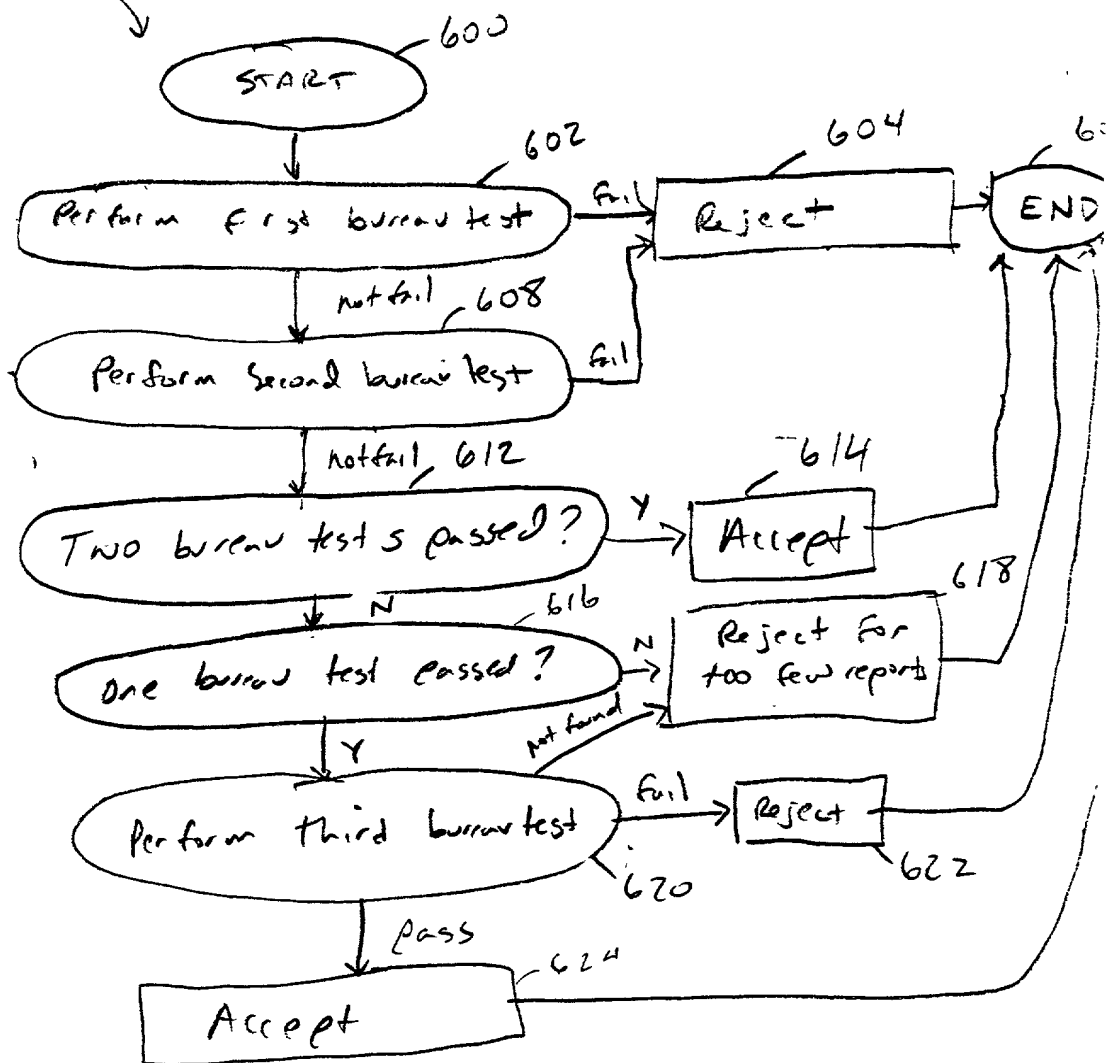 600
START
602
604
Perform First bureau test
fail
Reject
END
not fail
608
Perform Second bureau test
fail
not fail
612
614
Two bureau tests passed?
Y
Accept
N
616
618
One bureau test passed?
N
Reject For
too few reports
Y
not found
Perform third bureau test
Fail
Reject
620
622
pass
624
Accept